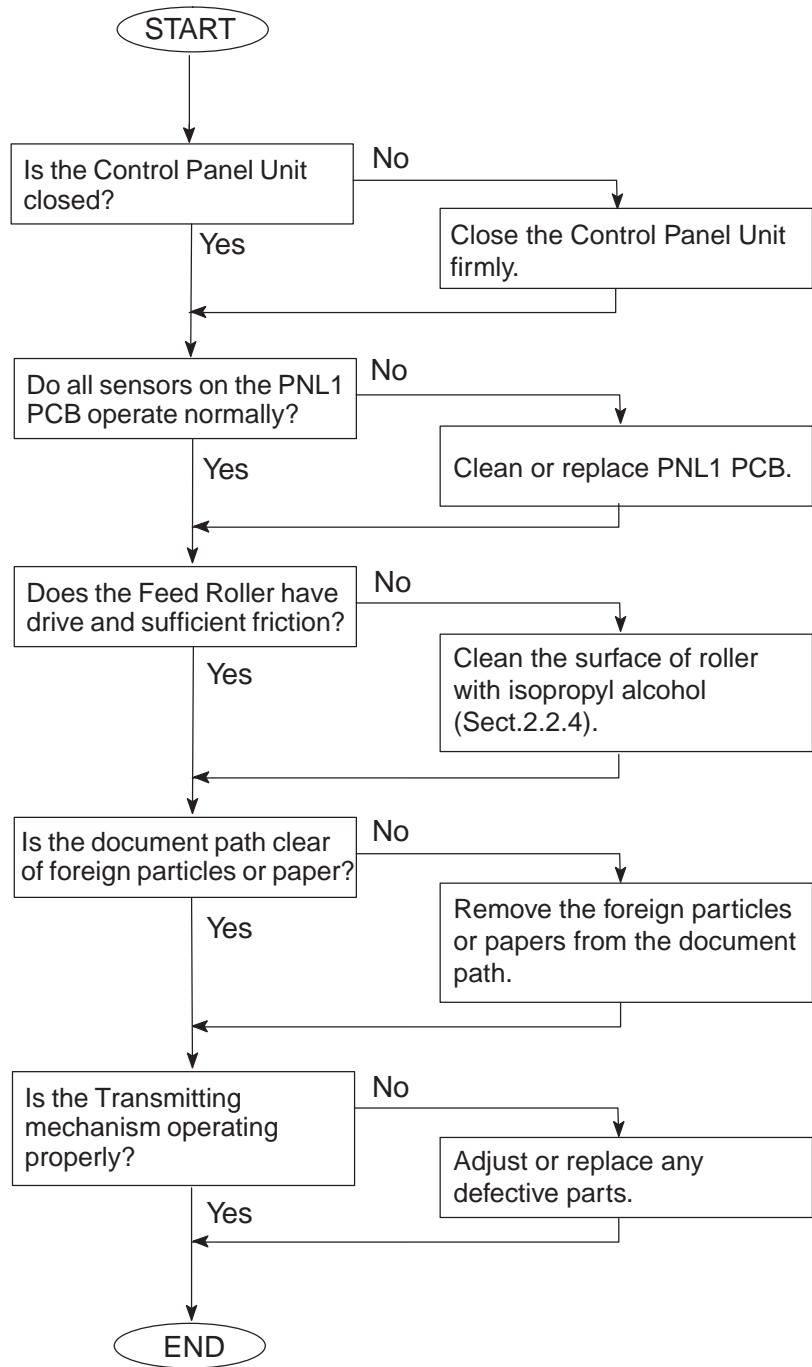 START
Is the Control Panel Unit
closed?
No
Yes
Close the Control Panel Unit
firmly.
Do all sensors on the PNL1
PCB operate normally?
No
Yes
Clean or replace PNL1 PCB.
Does the Feed Roller have
drive and sufficient friction?
No
Yes
Clean the surface of roller
with isopropyl alcohol
(Sect.2.2.4).
Is the document path clear
of foreign particles or paper?
No
Yes
Remove the foreign particles
or papers from the document
path.
Is the Transmitting
mechanism operating
properly?
No
Yes
Adjust or replace any
defective parts.
END